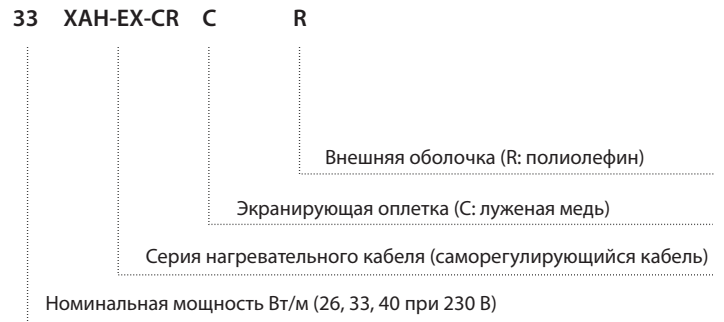 33 XAH-EX-CR C R
Внешняя оболочка (R: полиолефин)
Экранирующая оплетка (C: луженая медь)
Серия нагревательного кабеля (саморегулирующийся кабель)
Номинальная мощность Вт/м (26, 33, 40 при 230 В)